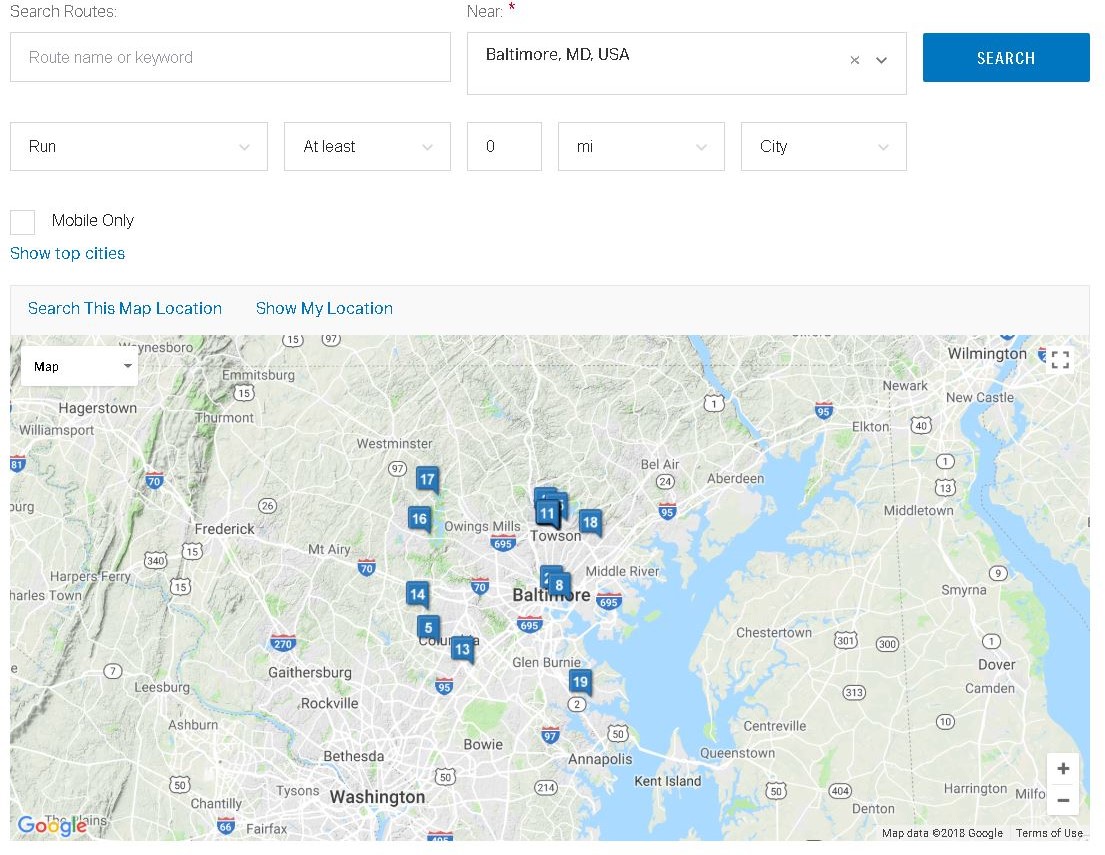 Search Routes:
Near: *
Route name or keyword
Baltimore, MD, USA
SEARCH
Run
At least
0
mi
City
Mobile Only
Show top cities
Search This Map Location
Show My Location
Map
15
97
Wilmington
Emmitsburg
15
Newark
New Castle
Hagerstown
Thurmont
1
95
Elkton
40
Williamsport
Westminster
97
1
81
70
17
Bel Air
24
Aberdeen
13
26
11
95
Middletown
Frederick
16
Owings Mills
18
Towson
15
340
Mt Airy
695
70
Harpers Ferry
15
Middle River
9
14
70
8
Smyrna
Baltimore
695
5
695
Chestertown
301
300
270
13
1
Gaithersburg
Glen Burnie
Dover
7
Leesburg
95
19
Camden
Rockville
2
313
Ashburn
97
50
Centreville
10
Bowie
Bethesda
Annapolis
Queenstown
50
Tysons
50
214
Kent Island
50
404
Harrington
Chantilly
Washington
Denton
66
Fairfax
Google
Map data ©2018 Google
Terms of Use